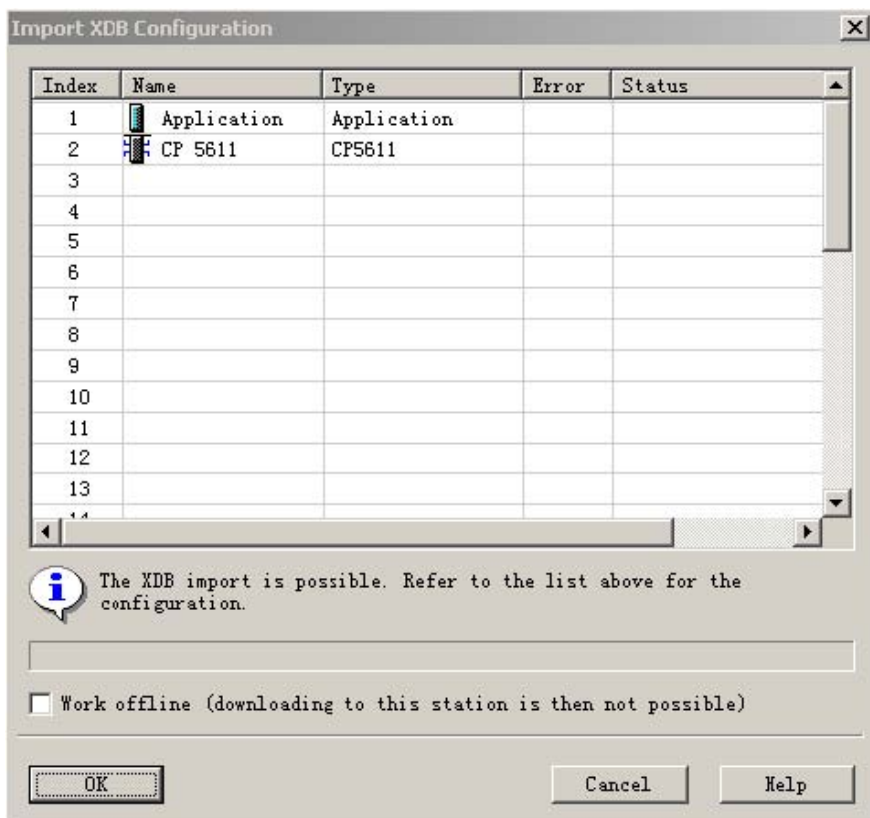 Import XDB Configuration
Index Name Type Error Status
1 Application Application
2 CP 5611 CP5611
3
4
5
6
7
8
9
10
11
12
13
14
The XDB import is possible. Refer to the list above for the
configuration.
Work offline (downloading to this station is then not possible)
OK Cancel Help